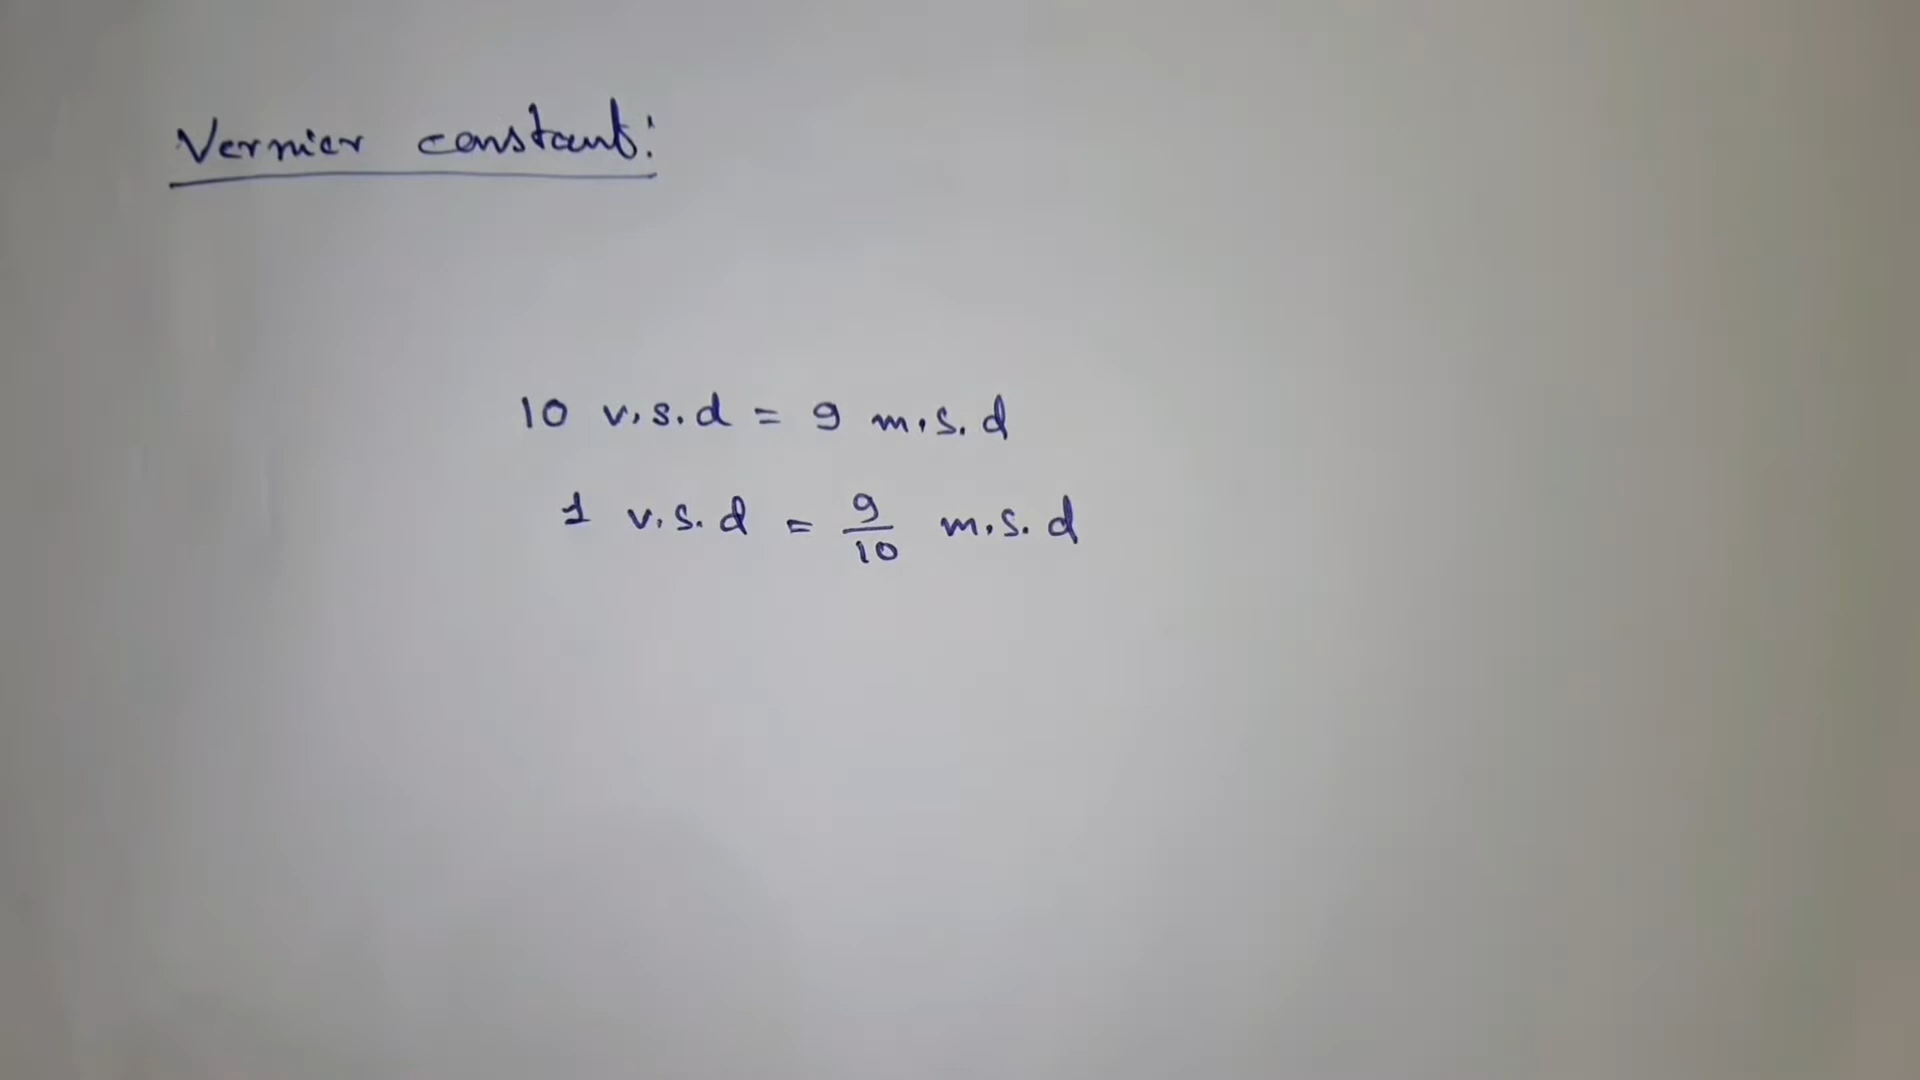 Vernier constant:
10 v.s.d = 9 m.s.d
1 v.s.d = 9/10 m.s.d